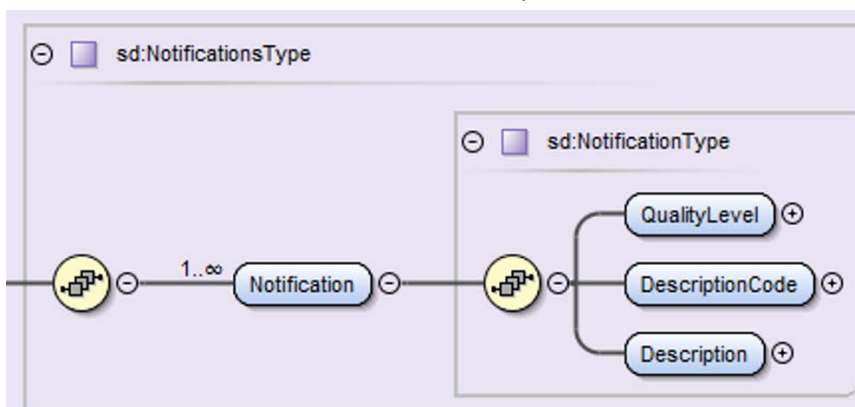 sd:NotificationsType
sd:NotificationType
QualityLevel
1..∞
Notification
DescriptionCode
Description